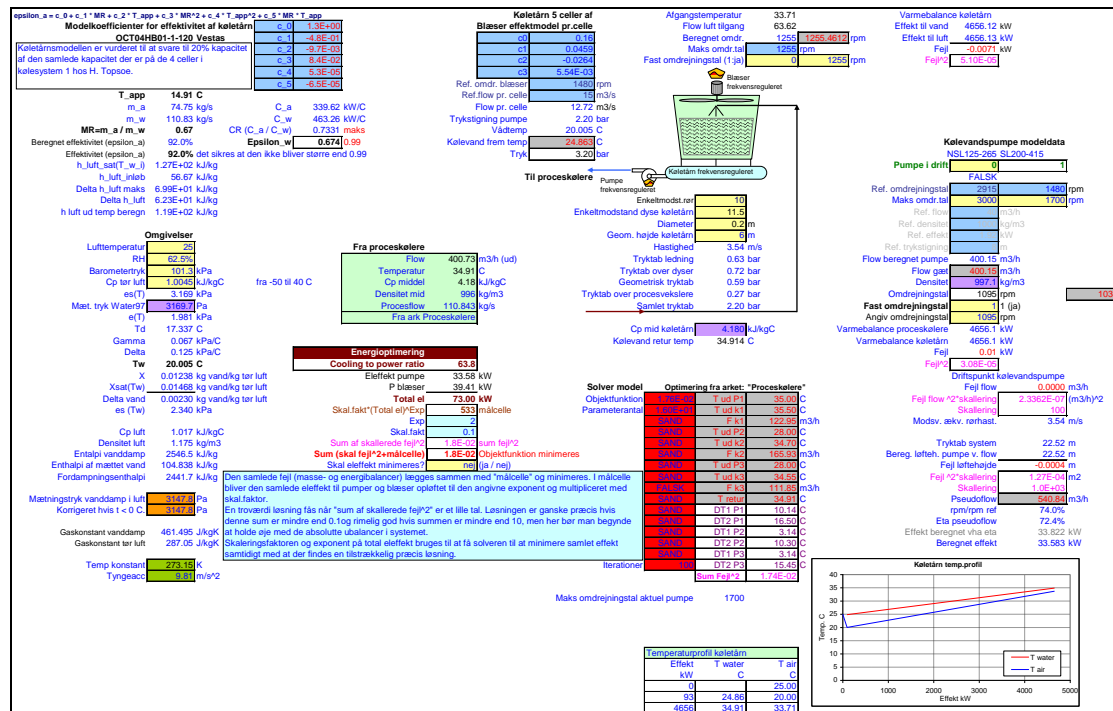 epsilon_a = c_0 + c_1 * MR + c_2 * T_app + c_3 * MR^2 + c_4 * T_app^2 + c_5 * MR * T_app
Modelkoefficienter for effektivitet af køletårn
OCT04HB01-1-120 Vestas
Køletårnsmodellen er vurderet til at svare til 20% kapacitet
af den samlede kapacitet der er på de 4 celler i
kølesystem 1 hos H. Topsoe.
c_0 1.3E+00
c_1 -4.8E-01
c_2 -9.7E-03
c_3 8.4E-02
c_4 5.3E-05
c_5 -6.5E-05
T_app 14.91 C
m_a 74.75 kg/s C_a 339.62 kW/C
m_w 110.83 kg/s C_w 463.26 kW/C
MR=m_a / m_w 0.67 CR (C_a / C_w) 0.7331 maks
Beregnet effektivitet (epsilon_a) 92.0% Epsilon_w 0.674 0.99
Effektivitet (epsilon_a) 92.0% det sikres at den ikke bliver større end 0.99
h_luft_sat(T_w_i) 1.27E+02 kJ/kg
h_luft_inløb 56.67 kJ/kg
Delta h_luft maks 6.99E+01 kJ/kg
Delta h_luft 6.23E+01 kJ/kg
h luft ud temp beregn 1.19E+02 kJ/kg
Køletårn 5 celler af
Blæser effektmodel pr.celle
c0 0.16
c1 0.0459
c2 -0.0264
c3 5.54E-03
Ref. omdr. blæser 1480 rpm
Ref.flow pr. celle 15 m3/s
Flow pr. celle 12.72 m3/s
Trykstigning pumpe 2.20 bar
Vådtemp 20.005 C
Kølevand frem temp 24.863 C
Tryk 3.20 bar
Til proceskølere
Afgangstemperatur 33.71
Flow luft tilgang 63.62
Beregnet omdr. 1255 1255.4612 rpm
Maks omdr.tal 1255 rpm
Fast omdrejningstal (1:ja) 0 1255 rpm
Varmebalance køletårn
Effekt til vand 4656.12 kW
Effekt til luft 4656.13 kW
Fejl -0.0071 kW
Fejl^2 5.10E-05
Blæser
frekvensreguleret
Køletårn frekvensreguleret
Pumpe
frekvensreguleret
Enkeltmodst.rør 10
Enkeltmodstand dyse køletårn 11.5
Diameter 0.2 m
Geom. højde køletårn 6 m
Hastighed 3.54 m/s
Tryktab ledning 0.63 bar
Tryktab over dyser 0.72 bar
Geometrisk tryktab 0.59 bar
Tryktab over procesvekslere 0.27 bar
Samlet tryktab 2.20 bar
Cp mid køletårn 4.180 kJ/kgC
Kølevand retur temp 34.914 C
Kølevandspumpe modeldata
NSL125-265 SL200-415
Pumpe i drift 0 1
FALSK
Ref. omdrejningstal 2915 1480 rpm
Maks omdr.tal 3000 1700 rpm
Ref. flow m3/h
Ref. densitet kg/m3
Ref. effekt kW
Ref. trykstigning m
Flow beregnet pumpe 400.15 m3/h
Flow gæt 400.15 m3/h
Densitet 997.1 kg/m3
Omdrejningstal 1095 rpm 103
Fast omdrejningstal 1 1 (ja)
Angiv omdrejningstal 1095 rpm
Varmebalance proceskølere 4656.1 kW
Varmebalance køletårn 4656.1 kW
Fejl 0.01 kW
Fejl^2 3.08E-05
Driftspunkt kølevandspumpe
Fejl flow 0.0000 m3/h
Fejl flow ^2*skallering 2.3362E-07 (m3/h)^2
Skallering 100
Modsv. ækv. rørhast. 3.54 m/s
Tryktab system 22.52 m
Bereg. løfteh. pumpe v. flow 22.52 m
Fejl løftehøjde -0.0004 m
Fejl ^2*skallering 1.27E-04 m2
Skallering 1.0E+03
Pseudoflow 540.84 m3/h
rpm/rpm ref 74.0%
Eta pseudoflow 72.4%
Effekt beregnet vha eta 33.822 kW
Beregnet effekt 33.583 kW
Omgivelser
Lufttemperatur 25
RH 62.5%
Barometertryk 101.3 kPa
Cp tør luft 1.0045 kJ/kgC fra -50 til 40 C
es(T) 3.169 kPa
Mæt. tryk Water97 3169.7 Pa
e(T) 1.981 kPa
Td 17.337 C
Gamma 0.067 kPa/C
Delta 0.125 kPa/C
Tw 20.005 C
X 0.01238 kg vand/kg tør luft
Xsat(Tw) 0.01468 kg vand/kg tør luft
Delta vand 0.00230 kg vand/kg tør luft
es (Tw) 2.340 kPa
Cp luft 1.017 kJ/kgC
Densitet luft 1.175 kg/m3
Entalpi vanddamp 2546.5 kJ/kg
Enthalpi af mættet vand 104.838 kJ/kg
Fordampningsenthalpi 2441.7 kJ/kg
Mætningstryk vanddamp i luft 3147.8 Pa
Korrigeret hvis t < 0 C. 3147.8 Pa
Gaskonstant vanddamp 461.495 J/kgK
Gaskonstant tør luft 287.05 J/kgK
Temp konstant 273.15 K
Tyngeacc 9.81 m/s^2
Fra proceskølere
Flow 400.73 m3/h (ud)
Temperatur 34.91 C
Cp middel 4.18 kJ/kgC
Densitet mid 996 kg/m3
Procesflow 110.843 kg/s
Fra ark Proceskølere
Energioptimering
Cooling to power ratio 63.8
Eleffekt pumpe 33.58 kW
P blæser 39.41 kW
Total el 73.00 kW
Skal.fakt*(Total el)^Exp 533 målcelle
Exp 2
Skal.fakt 0.1
Sum af skallerede fejl^2 1.8E-02 sum fejl^2
Sum (skal fejl^2+målcelle) 1.8E-02 Objektfunktion minimeres
Skal eleffekt minimeres? nej (ja / nej)
Den samlede fejl (masse- og energibalancer) lægges sammen med "målcelle" og minimeres. I målcelle
bliver den samlede eleffekt til pumper og blæser opløftet til den angivne exponent og multipliceret med
skal.faktor.
En troværdi løsning fås når "sum af skallerede fejl^2" er et lille tal. Løsningen er ganske præcis hvis
denne sum er mindre end 0.1og rimelig god hvis summen er mindre end 10, men her bør man begynde
at holde øje med de absolutte ubalancer i systemet.
Skaleringsfaktoren og exponent på total effekt bruges til at få solveren til at minimere samlet effekt
samtidigt med at der findes en tilstrækkelig præcis løsning.
Solver model Optimering fra arket: "Proceskølere"
Objektfunktion 1.76E-02 T ud P1 35.00 C
Parameterantal 1.80E+01 T ud k1 35.50 C
SAND F k1 122.95 m3/h
SAND T ud P2 28.00 C
SAND T ud k2 34.70 C
SAND F k2 165.93 m3/h
SAND T ud P3 28.00 C
SAND T ud k3 34.55 C
FALSK F k3 111.85 m3/h
SAND T retur 34.91 C
SAND DT1 P1 10.14 C
SAND DT2 P1 16.50 C
SAND DT1 P2 3.14 C
SAND DT2 P2 10.30 C
SAND DT1 P3 3.14 C
Iterationer 100 DT2 P3 15.45 C
Sum Fejl^2 1.74E-02
Maks omdrejningstal aktuel pumpe 1700
Temperaturprofil køletårn
Effekt T water T air
kW C C
0 25.00
93 24.86 20.00
4656 34.91 33.71
Køletårn temp.profil
Temp. C
40
35
30
25
20
15
10
5
0
0 1000 2000 3000 4000 5000
Effekt kW
T water
T air